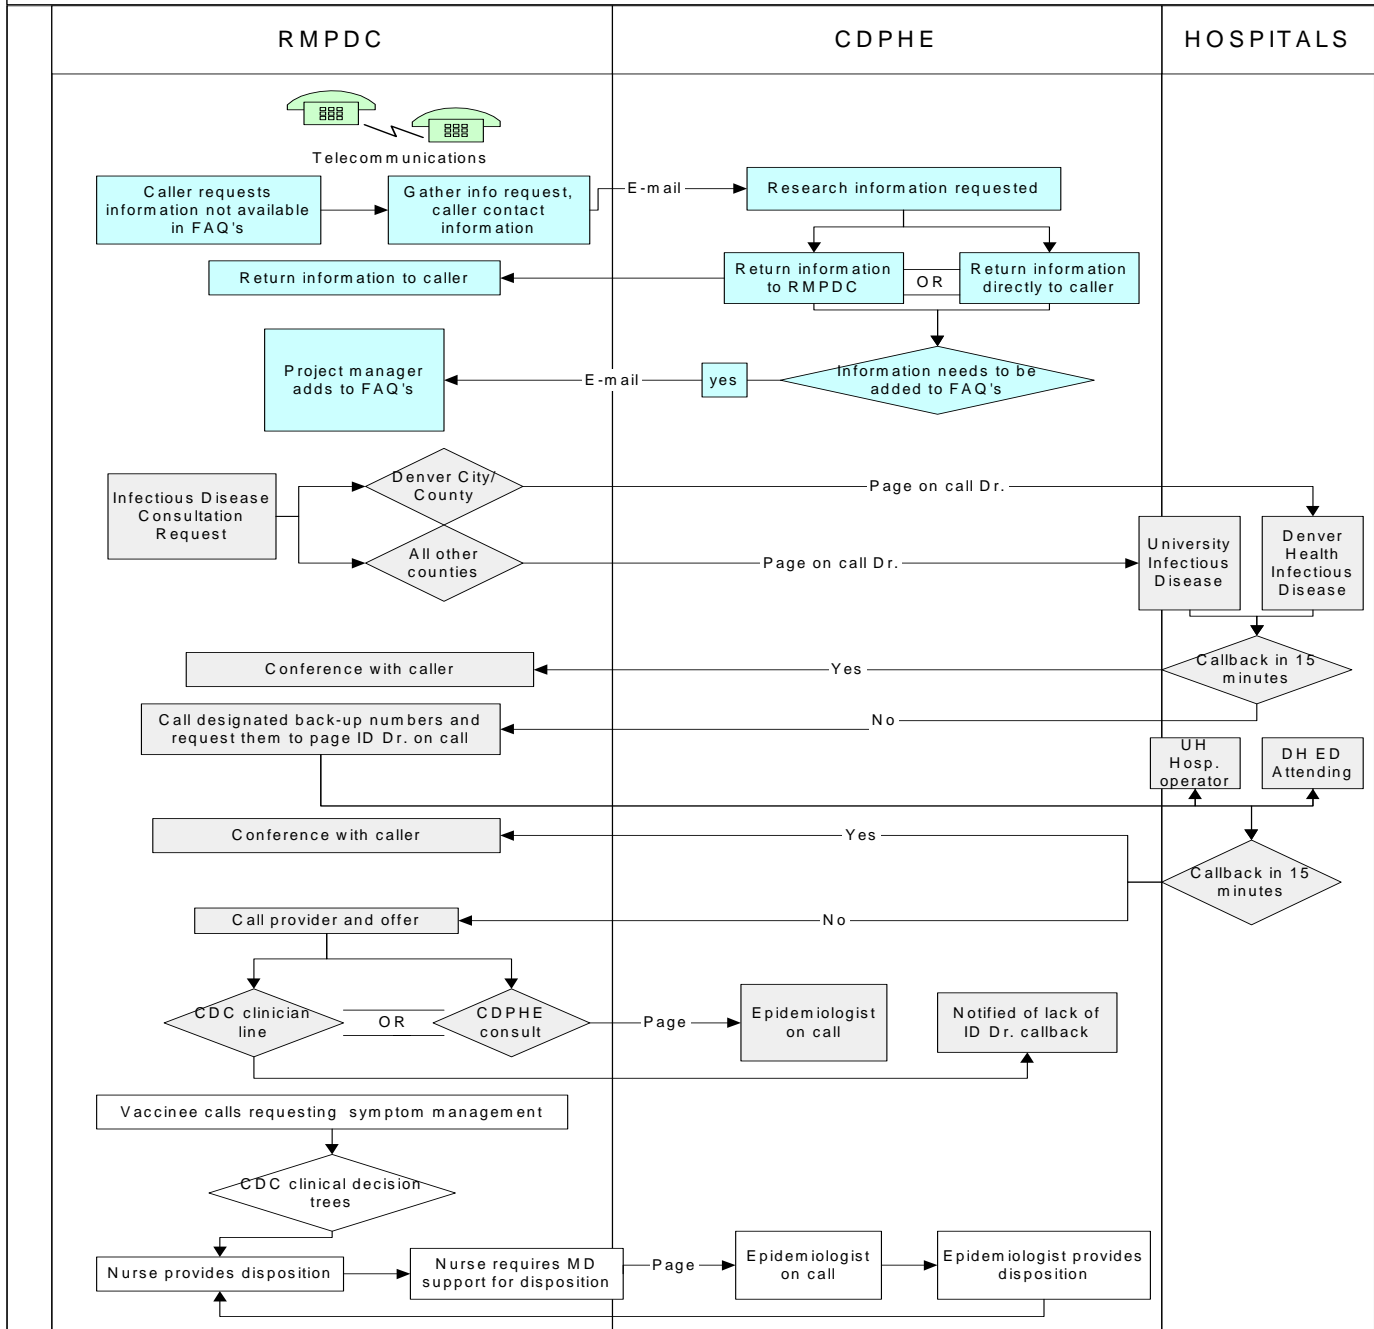 RMPDC
CDPHE
HOSPITALS
Telecommunications
Caller requests
information not available
in FAQ's
Gather info request,
caller contact
information
E-mail
Research information requested
Return information to caller
Return information
to RMPDC
OR
Return information
directly to caller
Project manager
adds to FAQ's
E-mail
yes
Information needs to be
added to FAQ's
Infectious Disease
Consultation
Request
Denver City/
County
Page on call Dr.
All other
counties
Page on call Dr.
University
Infectious
Disease
Denver
Health
Infectious
Disease
Conference with caller
Yes
Callback in 15
minutes
Call designated back-up numbers and
request them to page ID Dr. on call
No
UH
Hosp.
operator
DH ED
Attending
Conference with caller
Yes
Callback in 15
minutes
Call provider and offer
No
CDC clinician
line
OR
CDPHE
consult
Page
Epidemiologist
on call
Notified of lack of
ID Dr. callback
Vaccinee calls requesting symptom management
CDC clinical decision
trees
Nurse provides disposition
Nurse requires MD
support for disposition
Page
Epidemiologist
on call
Epidemiologist provides
disposition